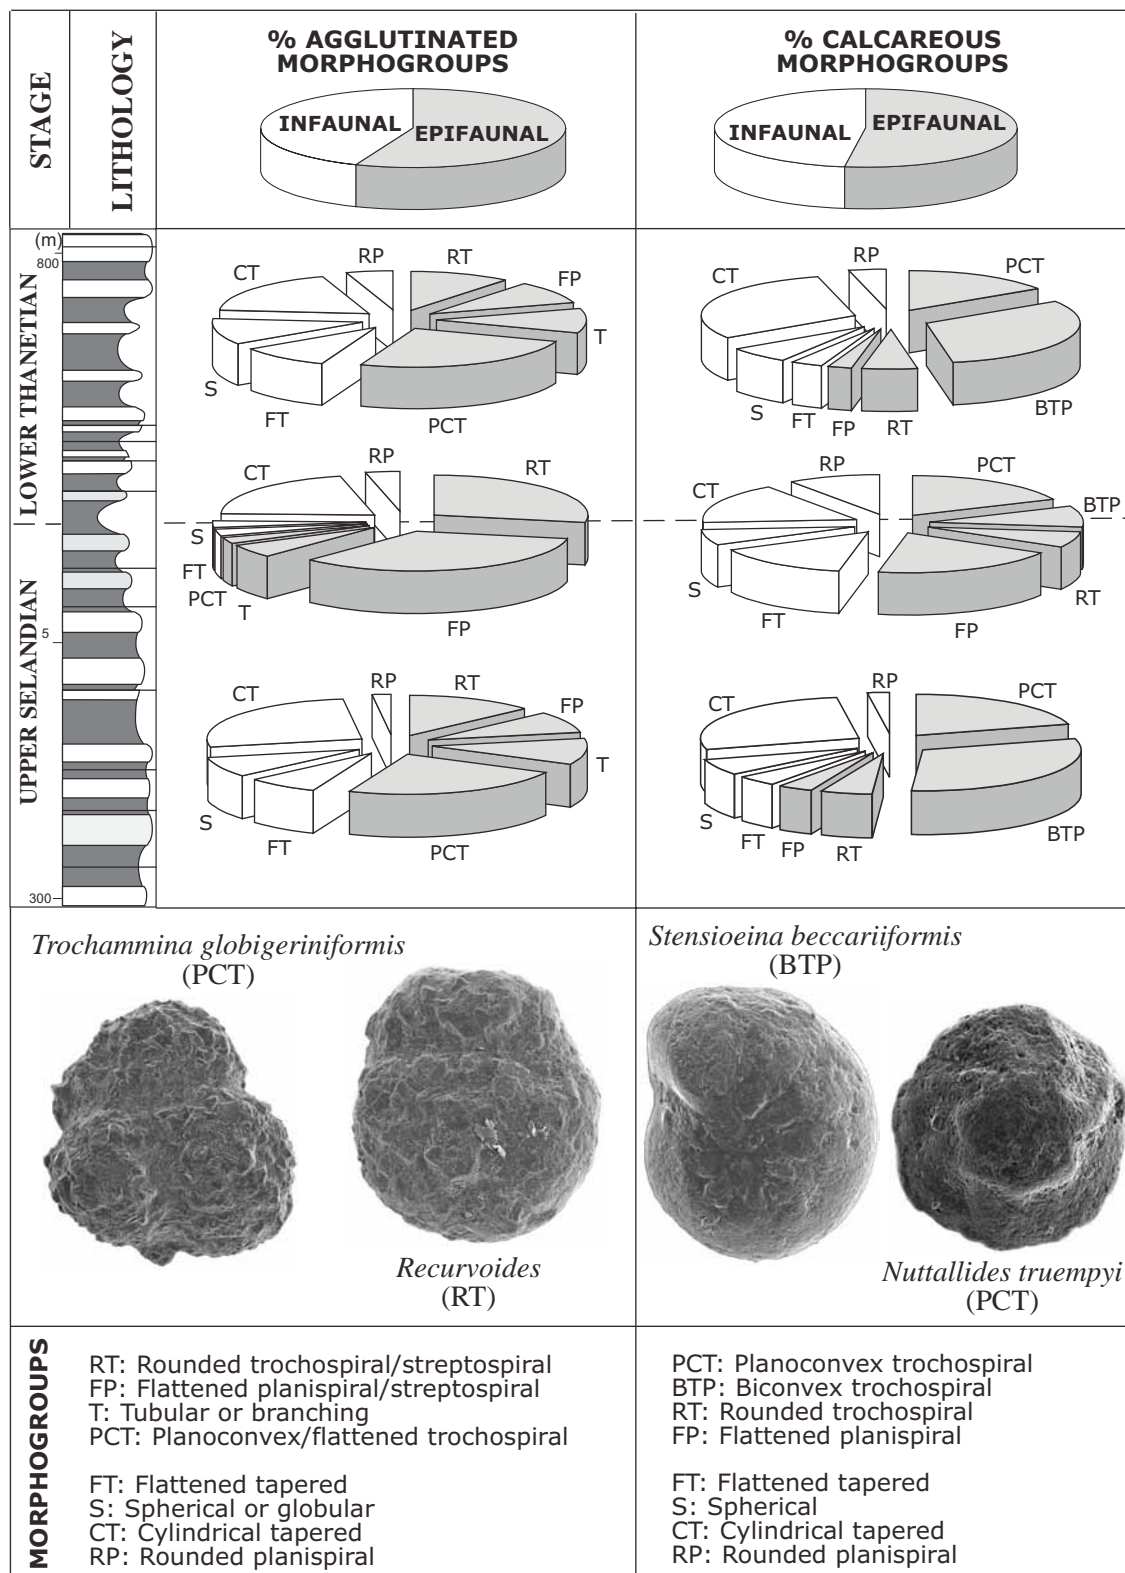 STAGE
LITHOLOGY
% AGGLUTINATED
MORPHOGROUPS
INFAUNAL
EPIFAUNAL
% CALCAREOUS
MORPHOGROUPS
INFAUNAL
EPIFAUNAL
(m)
800
LOWER THANETIAN
UPPER SELANDIAN
5
300
CT
RP
RT
FP
T
S
FT
PCT
CT
RP
PCT
BTP
S
FT
FP
RT
CT
RP
RT
S
FT
PCT
T
FP
CT
RP
PCT
BTP
S
FT
FP
RT
CT
RP
RT
FP
T
S
FT
PCT
CT
RP
PCT
S
FT
FP
RT
BTP
Trochammina globigeriniformis
(PCT)
Recurvoides
(RT)
Stensioeina beccariiformis
(BTP)
Nuttallides truempyi
(PCT)
MORPHOGROUPS
RT: Rounded trochospiral/streptospiral
FP: Flattened planispiral/streptospiral
T: Tubular or branching
PCT: Planoconvex/flattened trochospiral
FT: Flattened tapered
S: Spherical or globular
CT: Cylindrical tapered
RP: Rounded planispiral
PCT: Planoconvex trochospiral
BTP: Biconvex trochospiral
RT: Rounded trochospiral
FP: Flattened planispiral
FT: Flattened tapered
S: Spherical
CT: Cylindrical tapered
RP: Rounded planispiral